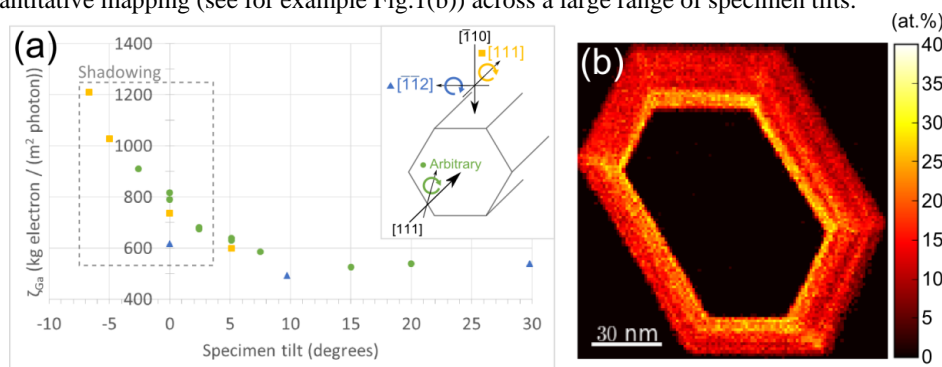 antitative mapping (see for example Fig.1(b)) across a large range of specimen tilts.
(a)
1400
1200
1000
800
600
400
Shadowing
ζGa (kg electron / (m² photon))
-10 -5 0 5 10 15 20 25 30
Specimen tilt (degrees)
[1̅10]
[111]
[1̅1̅2]
Arbitrary
[111]
(b)
30 nm
(at.%)
40
35
30
25
20
15
10
5
0